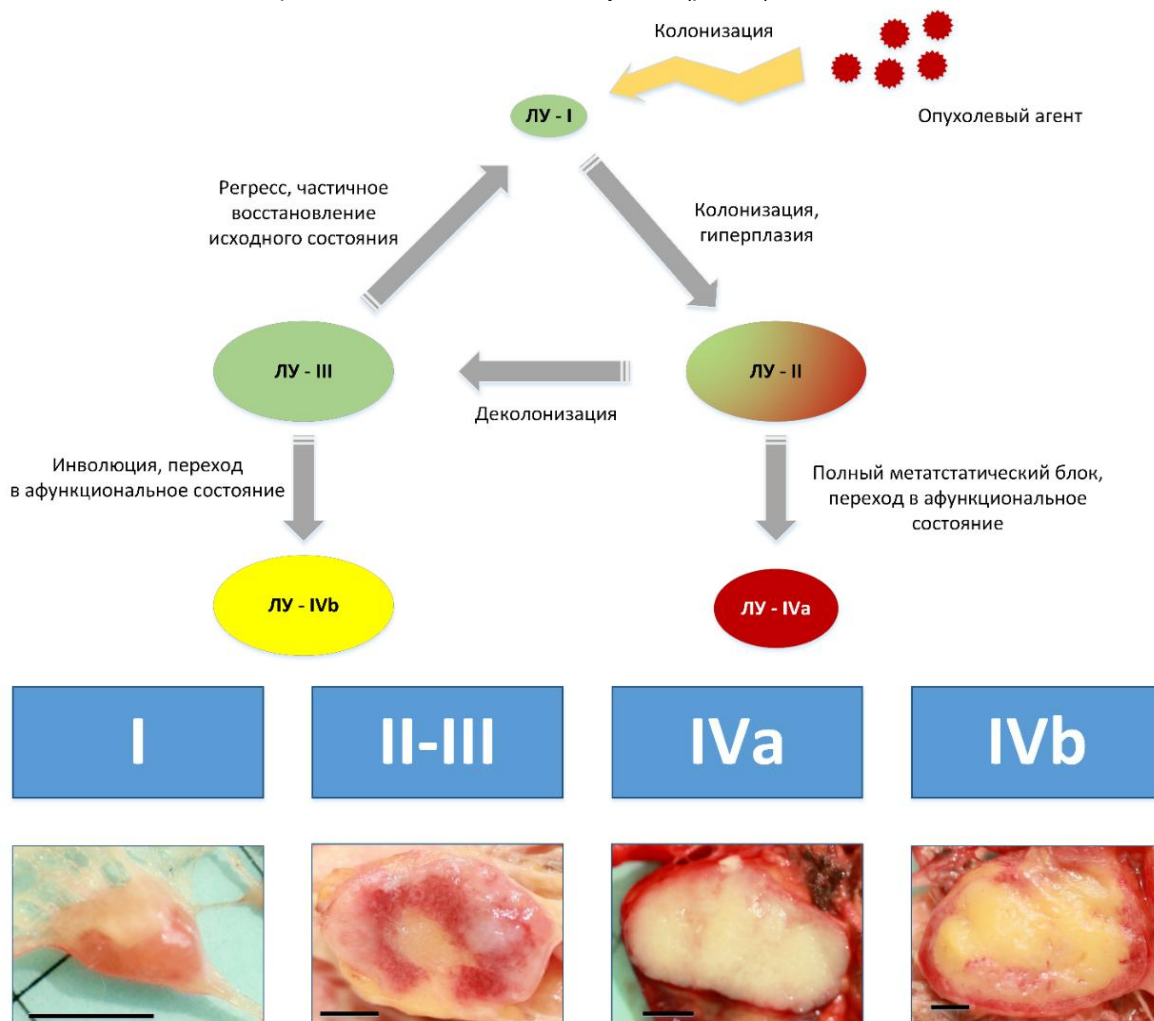 Колонизация
Опухолевый агент
ЛУ - I
Регресс, частичное
восстановление
исходного состояния
Колонизация,
гиперплазия
ЛУ - III
ЛУ - II
Деколонизация
Инволюция, переход
в афункциональное состояние
Полный метатстатический блок,
переход в афункциональное
состояние
ЛУ - IVb
ЛУ - IVa
I
II-III
IVa
IVb